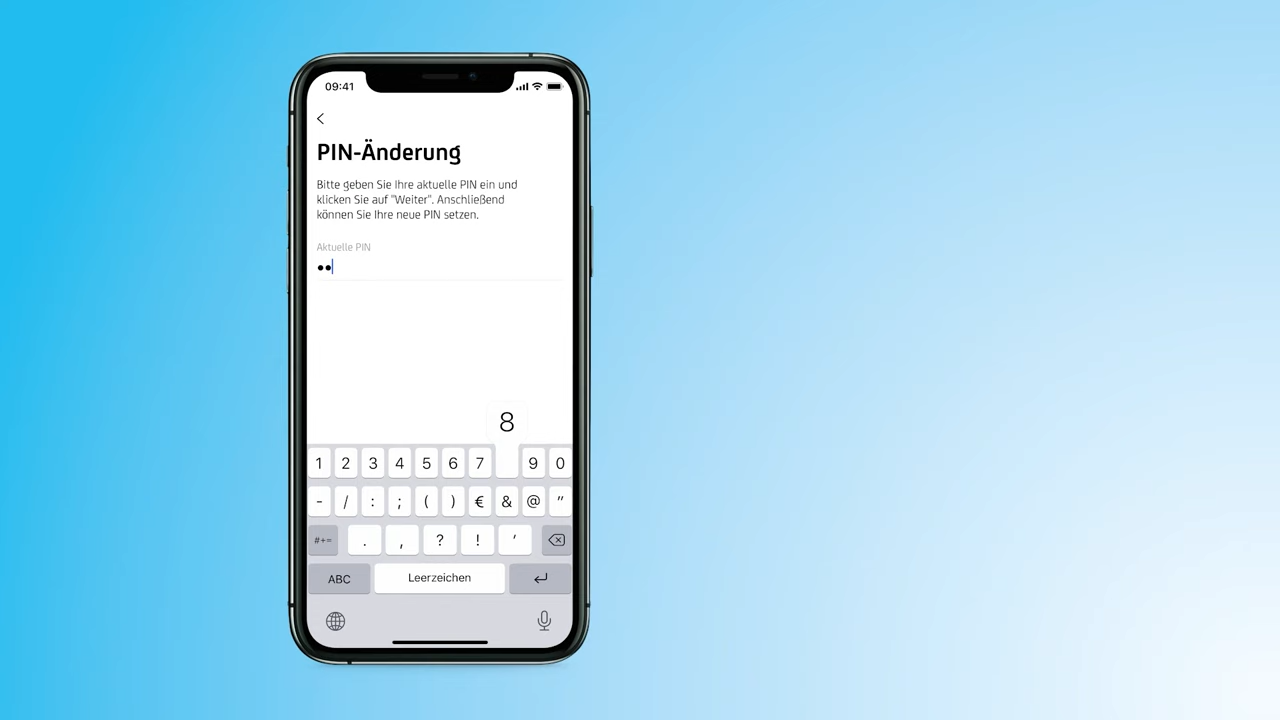 09:41
PIN-Änderung
Bitte geben Sie Ihre aktuelle PIN ein und
klicken Sie auf "Weiter". Anschließend
können Sie Ihre neue PIN setzen.
Aktuelle PIN
••
8
1 2 3 4 5 6 7 9 0
- / : ; ( ) € & @ "
#+= . , ? ! '
ABC Leerzeichen